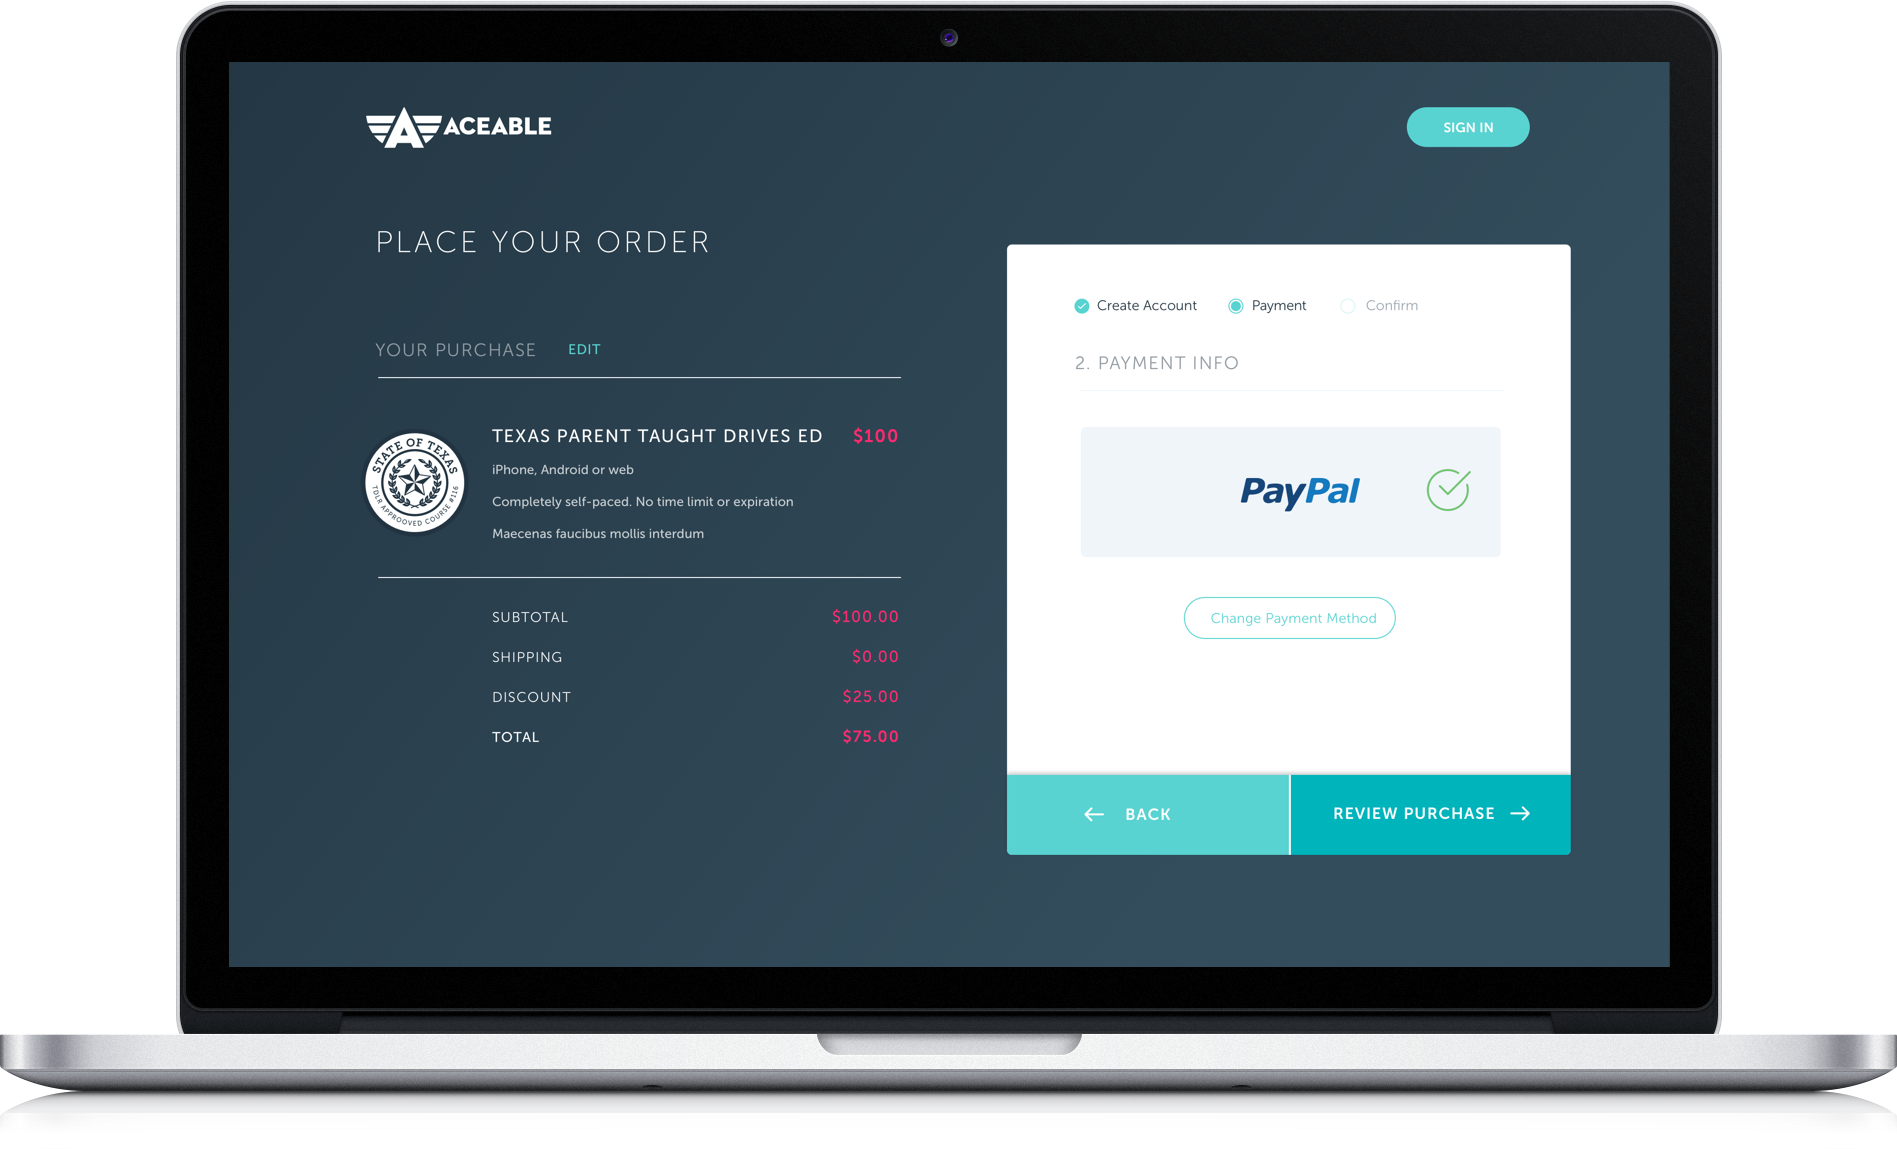 ACEABLE
SIGN IN
PLACE YOUR ORDER
YOUR PURCHASE EDIT
STATE OF TEXAS
TDLR APPROOVED COURSE #116
TEXAS PARENT TAUGHT DRIVES ED $100
iPhone, Android or web
Completely self-paced. No time limit or expiration
Maecenas faucibus mollis interdum
SUBTOTAL $100.00
SHIPPING $0.00
DISCOUNT $25.00
TOTAL $75.00
Create Account Payment Confirm
2. PAYMENT INFO
PayPal
Change Payment Method
BACK
REVIEW PURCHASE